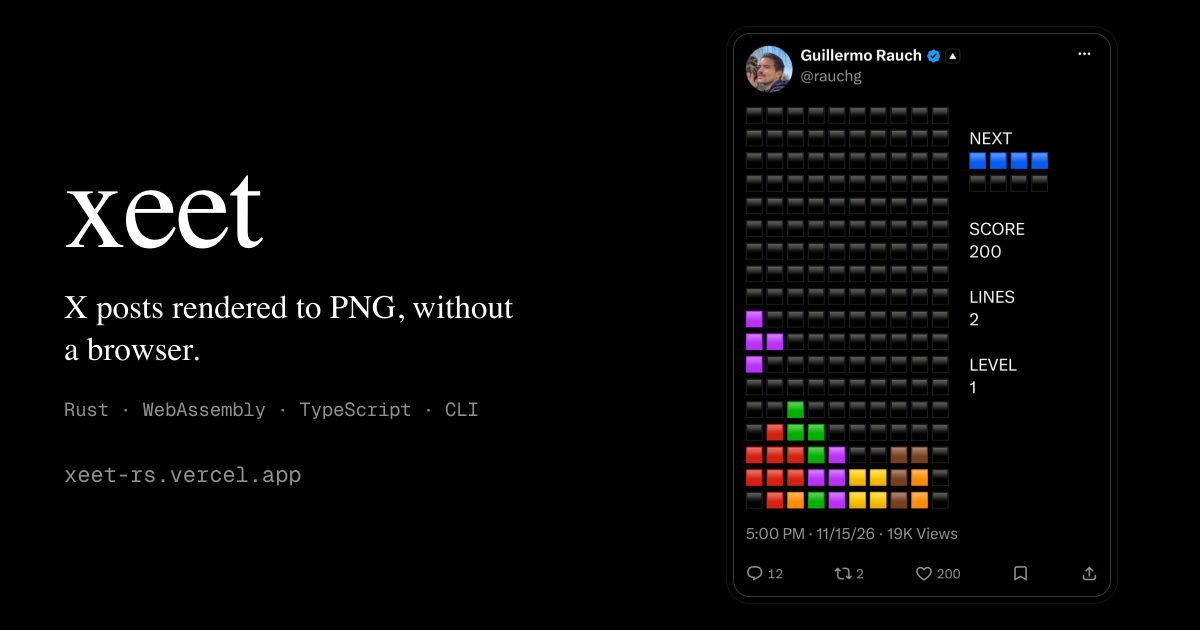 xeet
X posts rendered to PNG, without
a browser.
Rust · WebAssembly · TypeScript · CLI
xeet-rs.vercel.app
Guillermo Rauch
@rauchg
NEXT
SCORE
200
LINES
2
LEVEL
1
5:00 PM · 11/15/26 · 19K Views
12
2
200